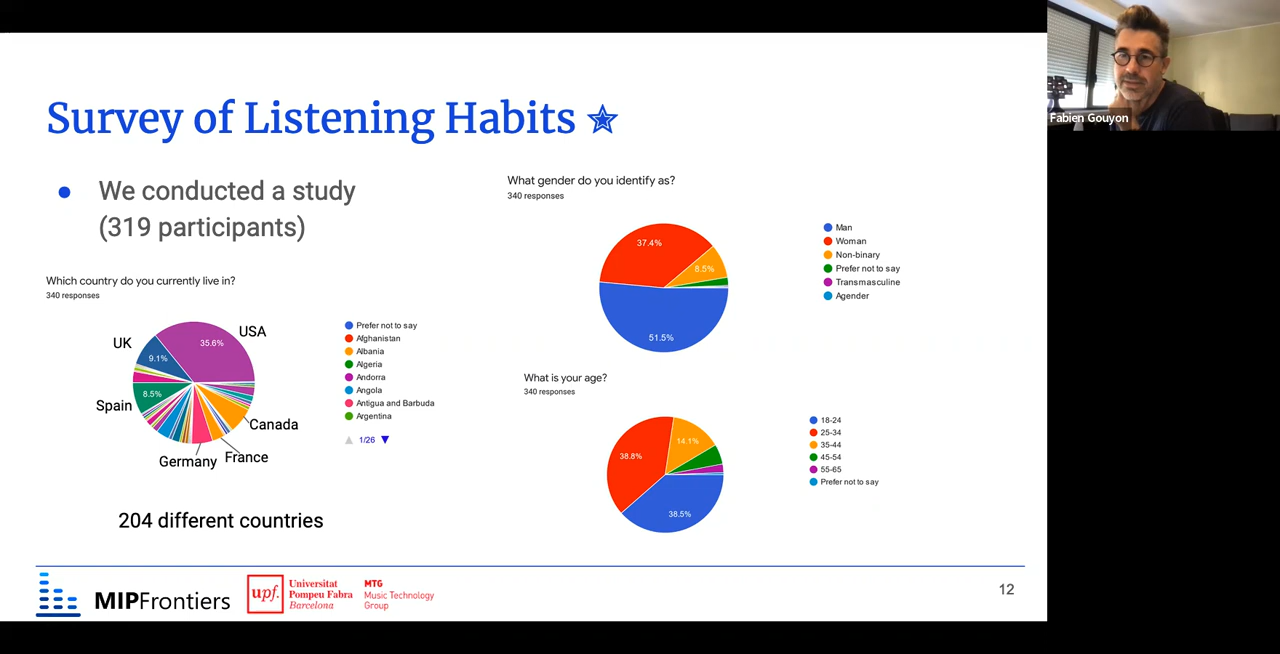 Survey of Listening Habits
Fabien Gouyon
We conducted a study
(319 participants)
Which country do you currently live in?
340 responses
USA
35.6%
UK
9.1%
8.5%
Spain
Canada
France
Germany
Prefer not to say
Afghanistan
Albania
Algeria
Andorra
Angola
Antigua and Barbuda
Argentina
1/26
204 different countries
What gender do you identify as?
340 responses
37.4%
8.5%
51.5%
Man
Woman
Non-binary
Prefer not to say
Transmasculine
Agender
What is your age?
340 responses
14.1%
38.8%
38.5%
18-24
25-34
35-44
45-54
55-65
Prefer not to say
MIPFrontiers
upf.
Universitat
Pompeu Fabra
Barcelona
MTG
Music Technology
Group
12